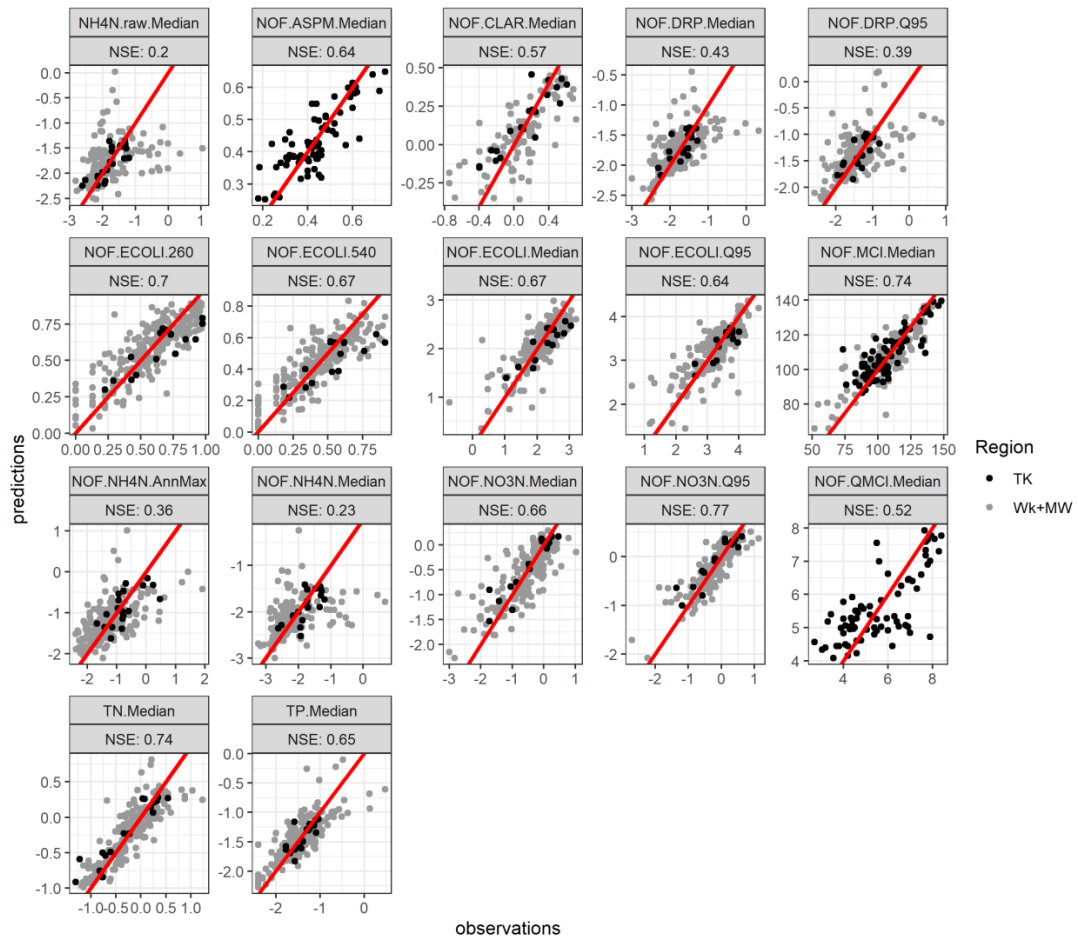 NH4N.raw.Median NOF.ASPM.Median NOF.CLAR.Median NOF.DRP.Median NOF.DRP.Q95
NSE: 0.2 NSE: 0.64 NSE: 0.57 NSE: 0.43 NSE: 0.39
0.0
-0.5
-1.0
-1.5
-2.0
-2.5
-3 -2 -1 0 1
0.6
0.5
0.4
0.3
0.2 0.4 0.6
0.50
0.25
0.00
-0.25
-0.8 -0.4 0.0 0.4
-0.5
-1.0
-1.5
-2.0
-2.5
-3 -2 -1 0
0.0
-0.5
-1.0
-1.5
-2.0
-2 -1 0
NOF.ECOLI.260 NOF.ECOLI.540 NOF.ECOLI.Median NOF.ECOLI.Q95 NOF.MCI.Median
NSE: 0.7 NSE: 0.67 NSE: 0.67 NSE: 0.64 NSE: 0.74
0.75
0.50
0.25
0.00
0.00 0.25 0.50 0.75 1.00
0.8
0.6
0.4
0.2
0.0
0.00 0.25 0.50 0.75
3
2
1
0 1 2 3
4
3
2
1 2 3 4
140
120
100
80
50 75 100 125 150
NOF.NH4N.AnnMax NOF.NH4N.Median NOF.NO3N.Median NOF.NO3N.Q95 NOF.QMCI.Median
NSE: 0.36 NSE: 0.23 NSE: 0.66 NSE: 0.77 NSE: 0.52
1
0
-1
-2
-2 -1 0 1 2
-1
-2
-3
-3 -2 -1 0
0.0
-0.5
-1.0
-1.5
-2.0
-3 -2 -1 0 1
0
-1
-2
-2 -1 0 1
8
7
6
5
4
4 6 8
TN.Median TP.Median
NSE: 0.74 NSE: 0.65
0.5
0.0
-0.5
-1.0
-1.0 -0.5 0.0 0.5 1.0
0.0
-0.5
-1.0
-1.5
-2.0
-2 -1 0
predictions
observations
Region
TK
Wk+MW